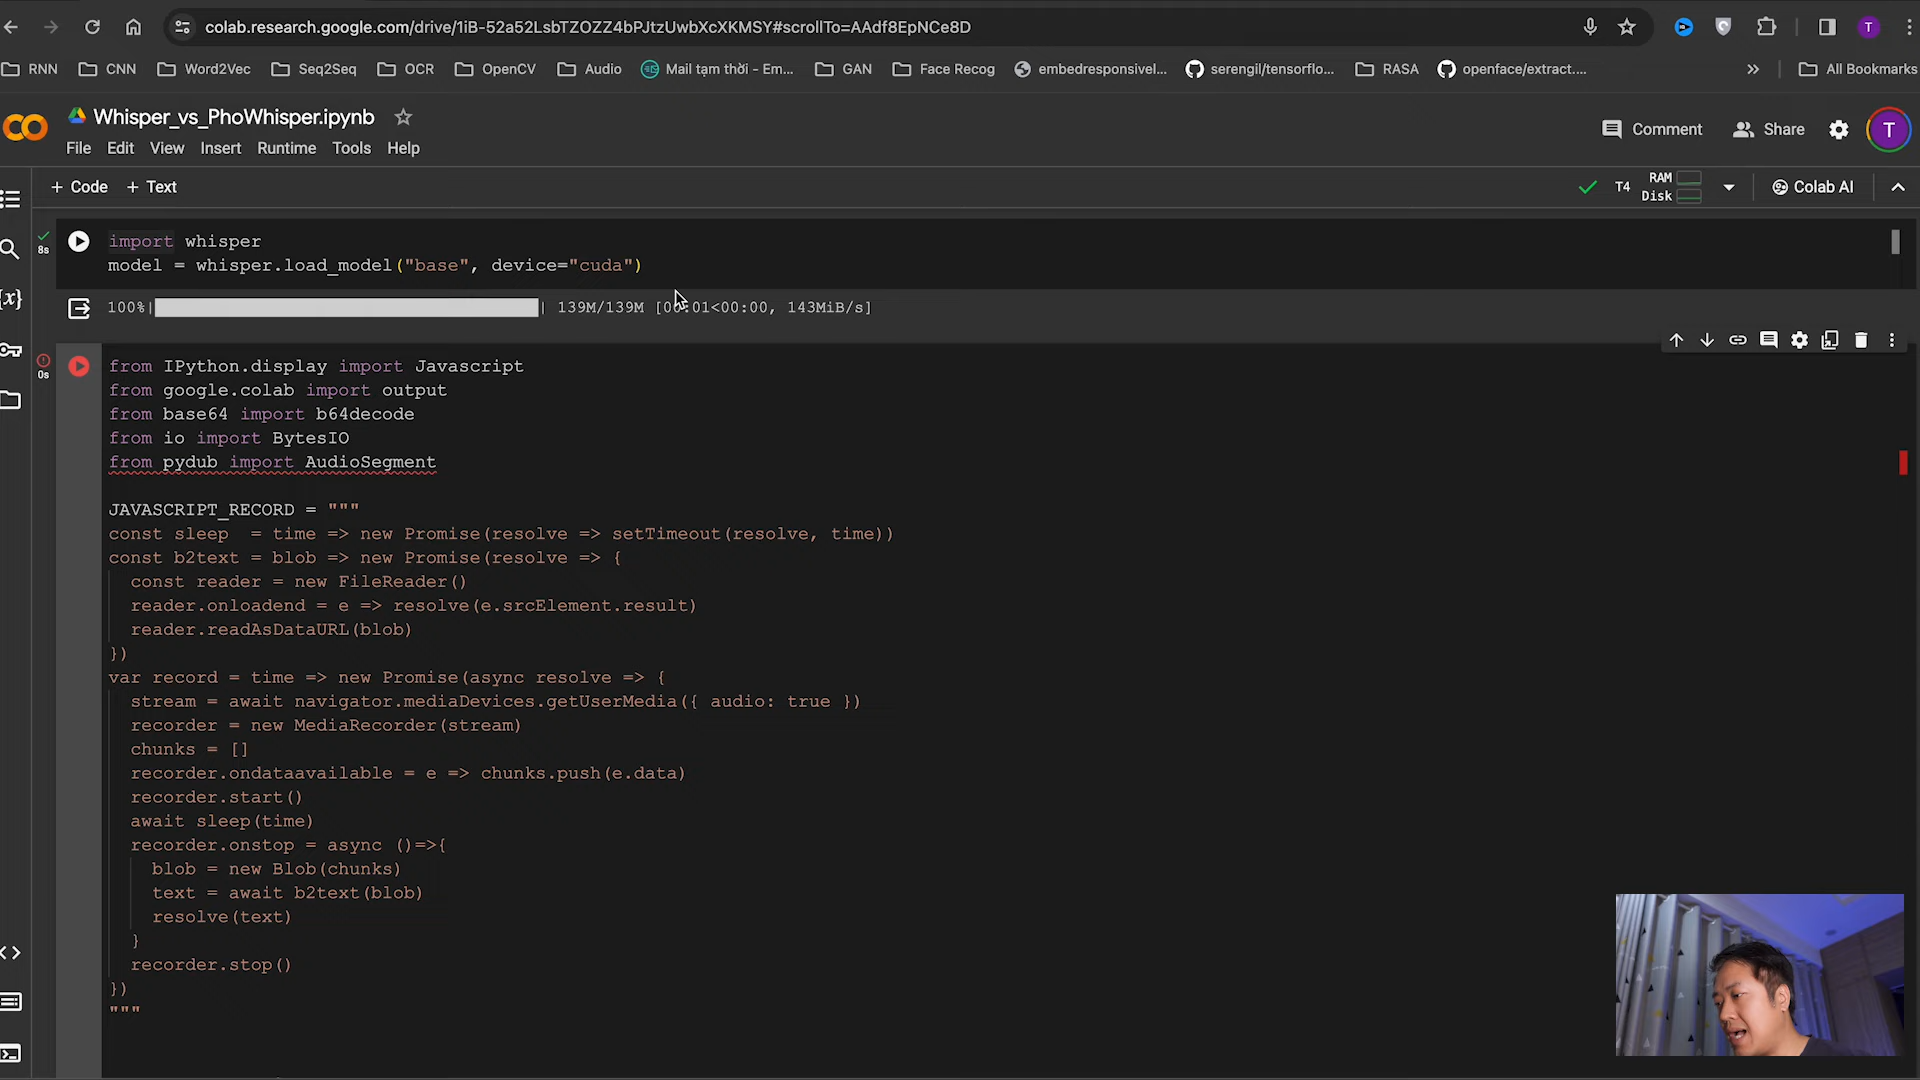 colab.research.google.com/drive/1iB-52a52LsbTZOZZ4bPJtzUwbXcXKMSY#scrollTo=AAdf8EpNCe8D
T
RNN CNN Word2Vec Seq2Seq OCR OpenCV Audio Mail tạm thời - Em... GAN Face Recog embedresponsivel... serengil/tensorflo... RASA openface/extract.... » All Bookmarks
Whisper_vs_PhoWhisper.ipynb
Comment Share T
File Edit View Insert Runtime Tools Help
+ Code + Text
T4 RAM Disk Colab AI
8s
import whisper
model = whisper.load_model("base", device="cuda")
{x}
100%| | 139M/139M [00:01<00:00, 143MiB/s]
0s
from IPython.display import Javascript
from google.colab import output
from base64 import b64decode
from io import BytesIO
from pydub import AudioSegment
JAVASCRIPT_RECORD = """
const sleep  = time => new Promise(resolve => setTimeout(resolve, time))
const b2text = blob => new Promise(resolve => {
  const reader = new FileReader()
  reader.onloadend = e => resolve(e.srcElement.result)
  reader.readAsDataURL(blob)
})
var record = time => new Promise(async resolve => {
  stream = await navigator.mediaDevices.getUserMedia({ audio: true })
  recorder = new MediaRecorder(stream)
  chunks = []
  recorder.ondataavailable = e => chunks.push(e.data)
  recorder.start()
  await sleep(time)
  recorder.onstop = async ()=>{
    blob = new Blob(chunks)
    text = await b2text(blob)
    resolve(text)
  }
  recorder.stop()
})
"""